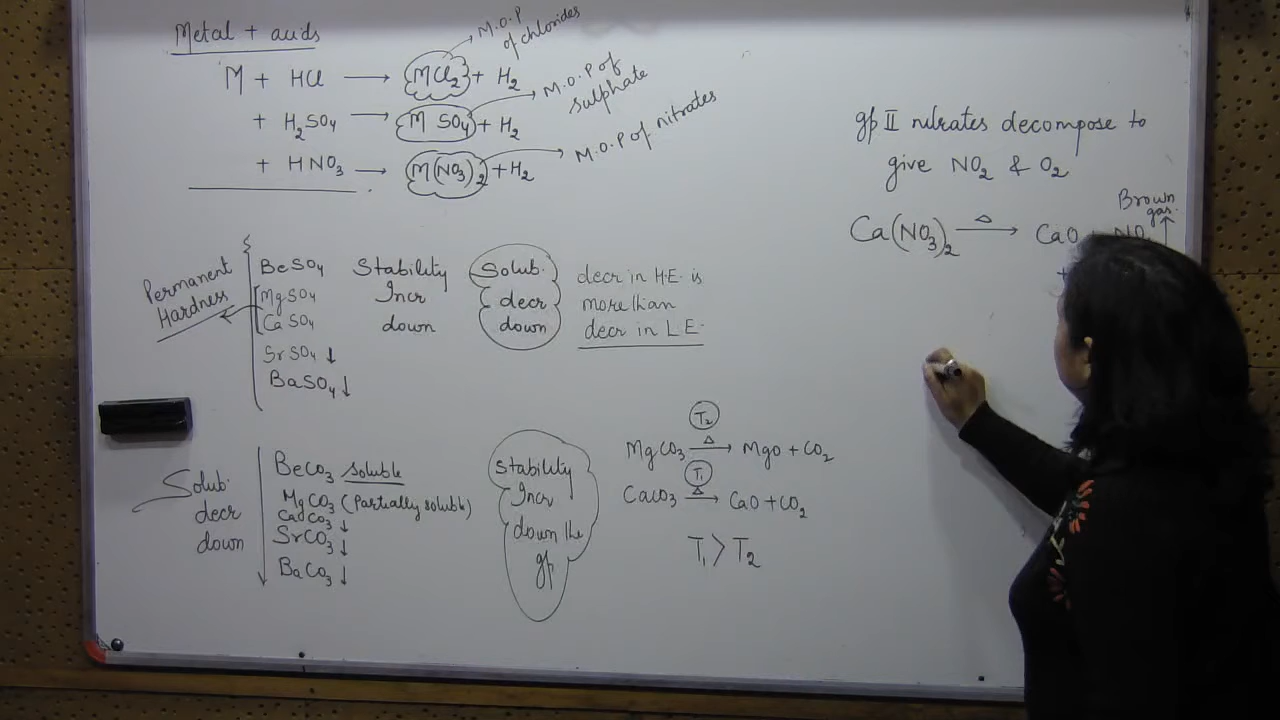 Metal + acids
M + HCl → MCl2 + H2
M.O.P
of chlorides
+ H2SO4 → M SO4 + H2
M.O.P of
sulphate
+ HNO3 → M(NO3)2 + H2
M.O.P of nitrates
Permanent
Hardness
BeSO4
MgSO4
CaSO4
SrSO4 ↓
BaSO4 ↓
Stability
Incr
down
Solub.
decr
down
decr in H.E. is
more than
decr in L.E.
Solub.
decr
down
BeCO3 soluble
MgCO3 (Partially soluble)
CaCO3 ↓
SrCO3 ↓
BaCO3 ↓
Stability
Incr
down the
gp
T2
MgCO3 Δ→ MgO + CO2
T1
CaCO3 Δ→ CaO + CO2
T1 > T2
gp II nitrates decompose to
give NO2 & O2
Brown
gas
Ca(NO3)2 Δ→ CaO + NO ↑
+